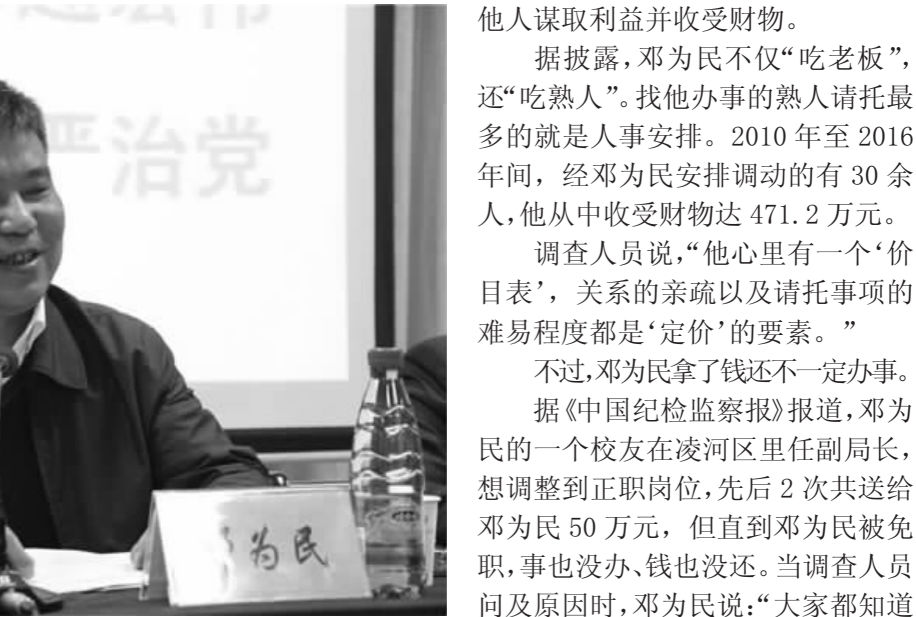 严治党
为民
他人谋取利益并收受财物。
据披露,邓为民不仅“吃老板”,
还“吃熟人”。找他办事的熟人请托最
多的就是人事安排。2010 年至 2016
年间，经邓为民安排调动的有 30 余
人,他从中收受财物达 471.2 万元。
调查人员说,“他心里有一个‘价
目表’，关系的亲疏以及请托事项的
难易程度都是‘定价’的要素。”
不过,邓为民拿了钱还不一定办事。
据《中国纪检监察报》报道,邓为
民的一个校友在凌河区里任副局长,
想调整到正职岗位,先后 2 次共送给
邓为民 50 万元，但直到邓为民被免
职,事也没办、钱也没还。当调查人员
问及原因时,邓为民说:“大家都知道